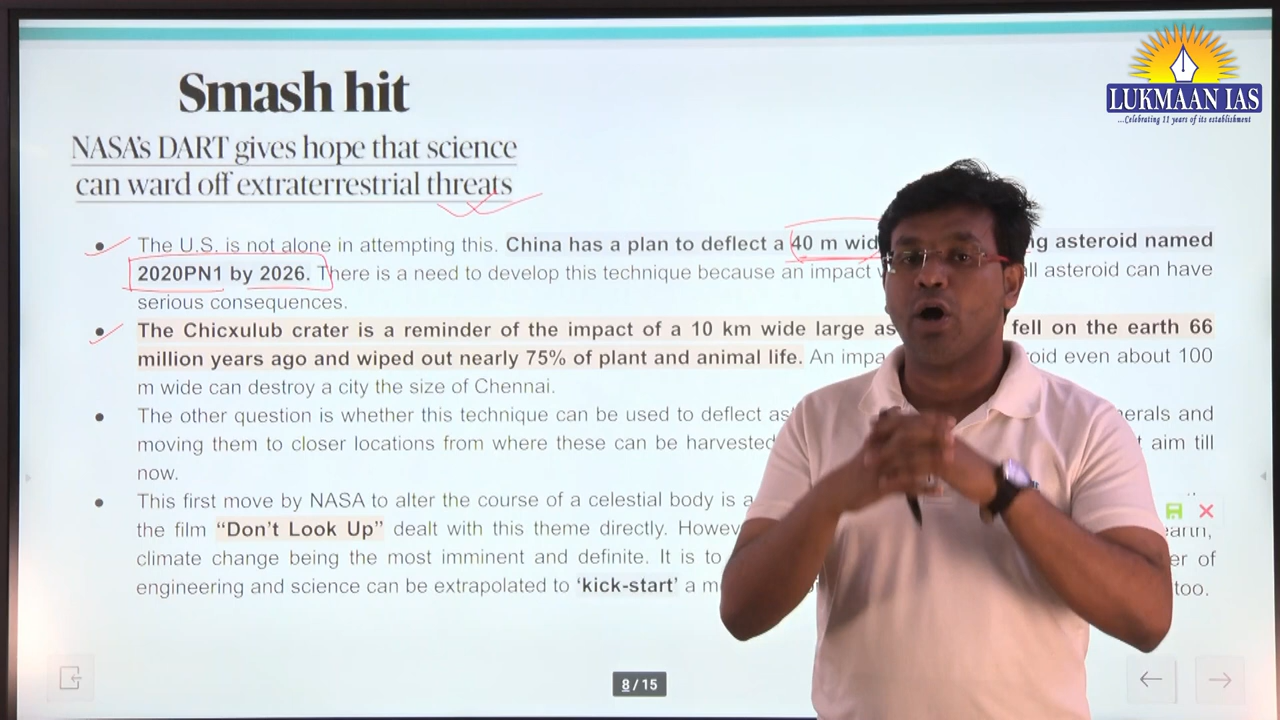 Smash hit
LUKMAAN IAS
...Celebrating 11 years of its establishment
NASA's DART gives hope that science
can ward off extraterrestrial threats
The U.S. is not alone in attempting this. China has a plan to deflect a 40 m asteroid named
2020PN1 by 2026. There is a need to develop this technique because an impact asteroid can have
serious consequences.
The Chicxulub crater is a reminder of the impact of a 10 km wide large fell on the earth 66
million years ago and wiped out nearly 75% of plant and animal life. An even about 100
m wide can destroy a city the size of Chennai.
The other question is whether this technique can be used to deflect and
moving them to closer locations from where these can be harvested aim till
now.
This first move by NASA to alter the course of a celestial body is
the film "Don't Look Up" dealt with this theme directly.
climate change being the most imminent and definite. It is to of
engineering and science can be extrapolated to 'kick-start' a too.
8 / 15